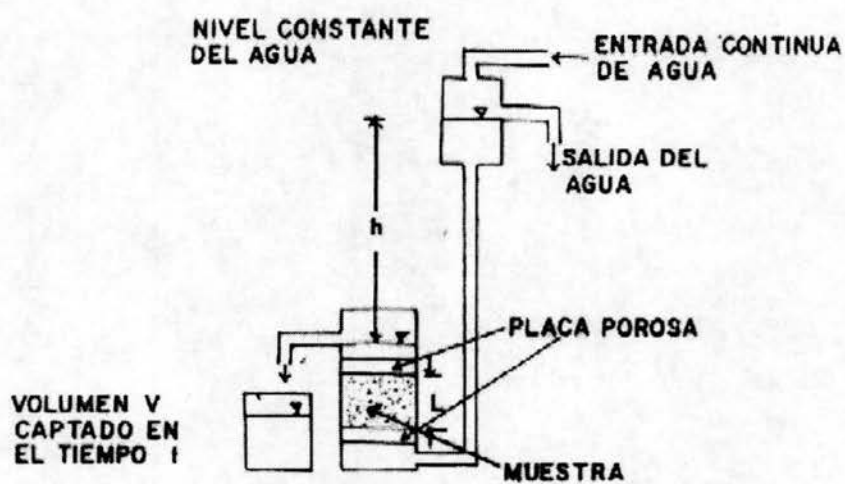 NIVEL CONSTANTE
DEL AGUA
ENTRADA CONTINUA
DE AGUA
SALIDA DEL
AGUA
h
PLACA POROSA
L
VOLUMEN V
CAPTADO EN
EL TIEMPO t
MUESTRA